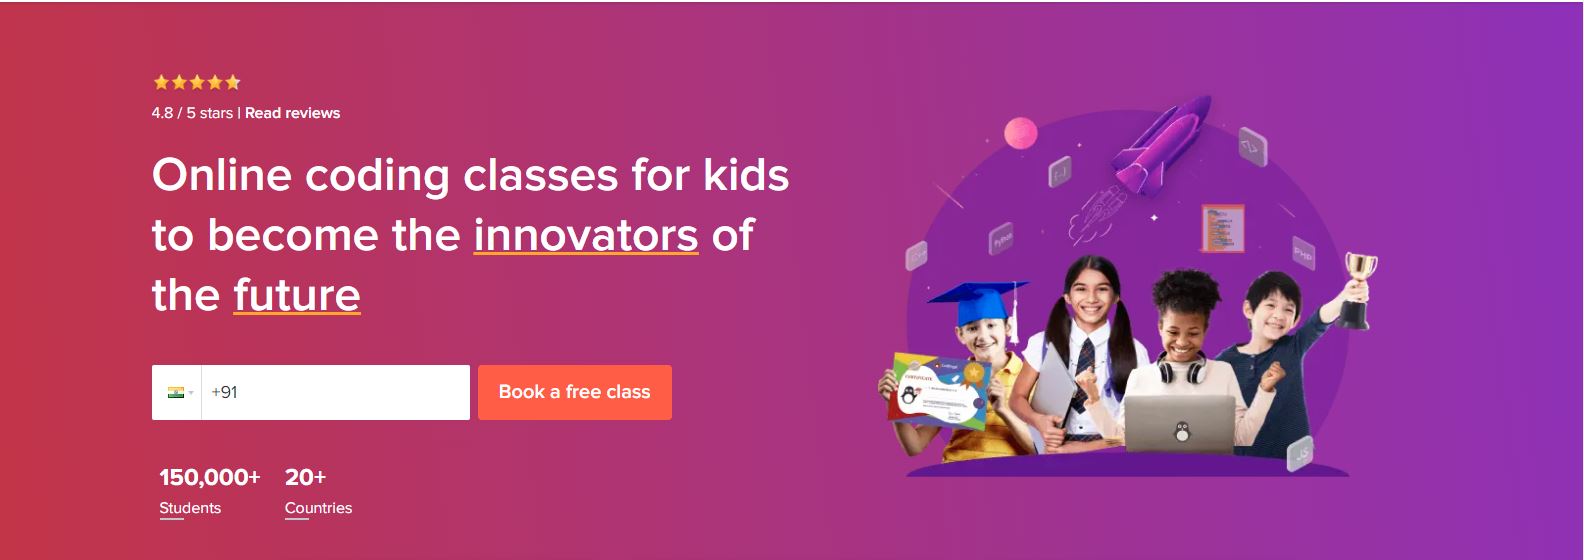 4.8 / 5 stars | Read reviews
Online coding classes for kids
to become the innovators of
the future
+91
Book a free class
150,000+
20+
Students
Countries
{..}
</>
Python
C++
PHP
JS
CERTIFICATE